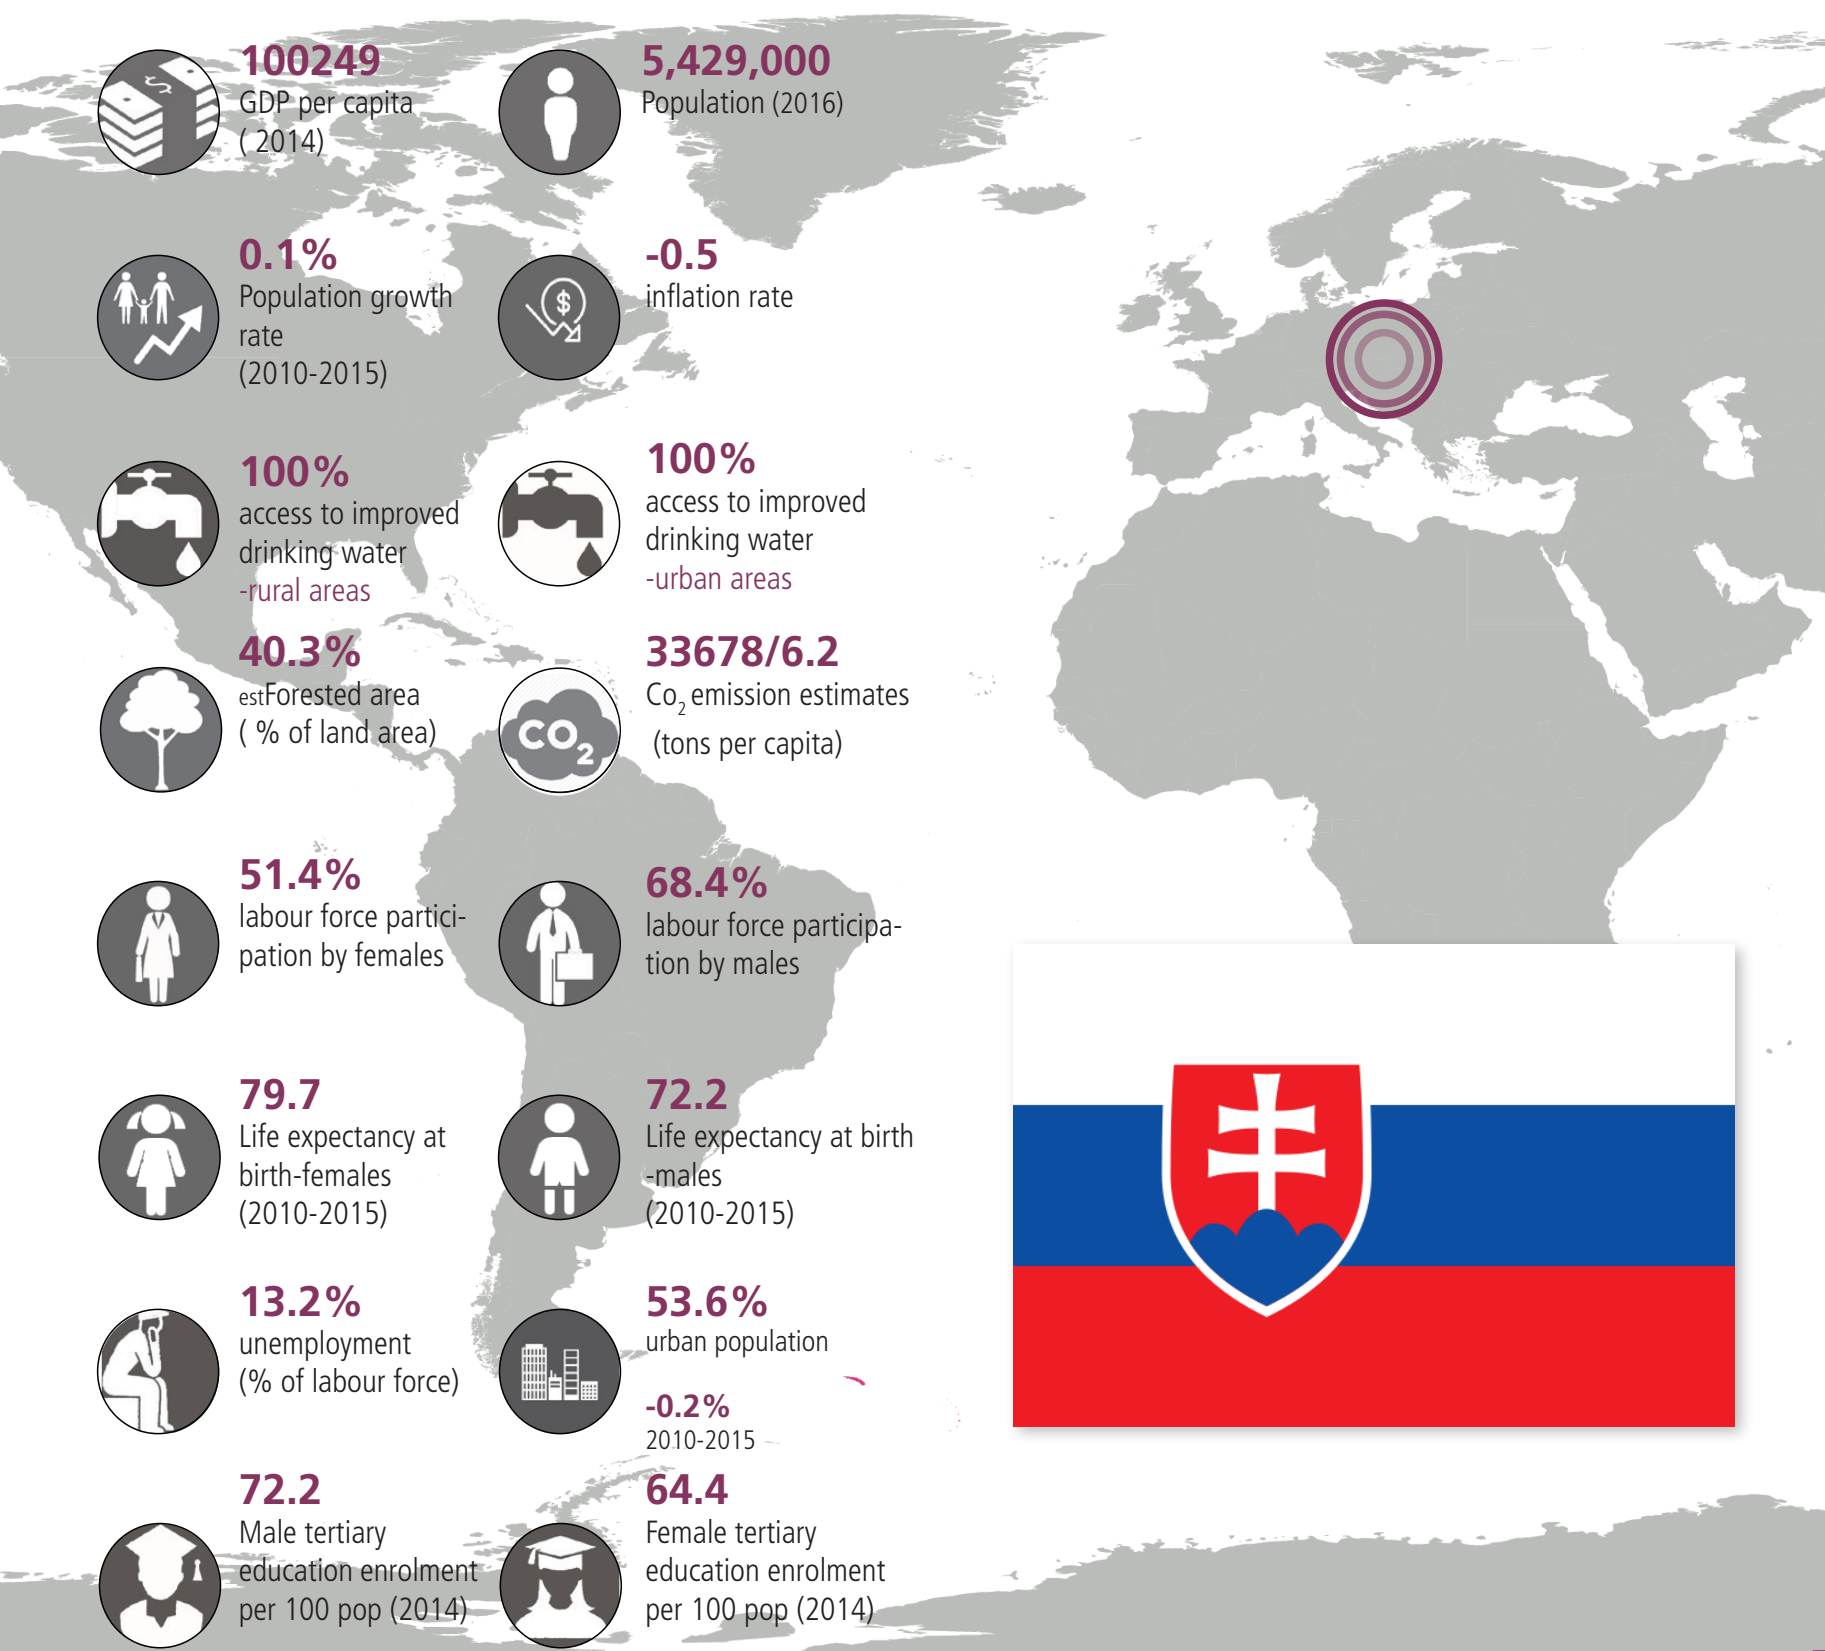 100249
GDP per capita
( 2014)
5,429,000
Population (2016)
0.1%
Population growth
rate
(2010-2015)
-0.5
inflation rate
$
$
100%
access to improved
drinking water
-rural areas
100%
access to improved
drinking water
-urban areas
40.3%
estForested area
( % of land area)
CO2
33678/6.2
Co2 emission estimates
(tons per capita)
51.4%
labour force partici-
pation by females
68.4%
labour force participa-
tion by males
79.7
Life expectancy at
birth-females
(2010-2015)
72.2
Life expectancy at birth
-males
(2010-2015)
13.2%
unemployment
(% of labour force)
53.6%
urban population
-0.2%
2010-2015
72.2
Male tertiary
education enrolment
per 100 pop (2014)
64.4
Female tertiary
education enrolment
per 100 pop (2014)